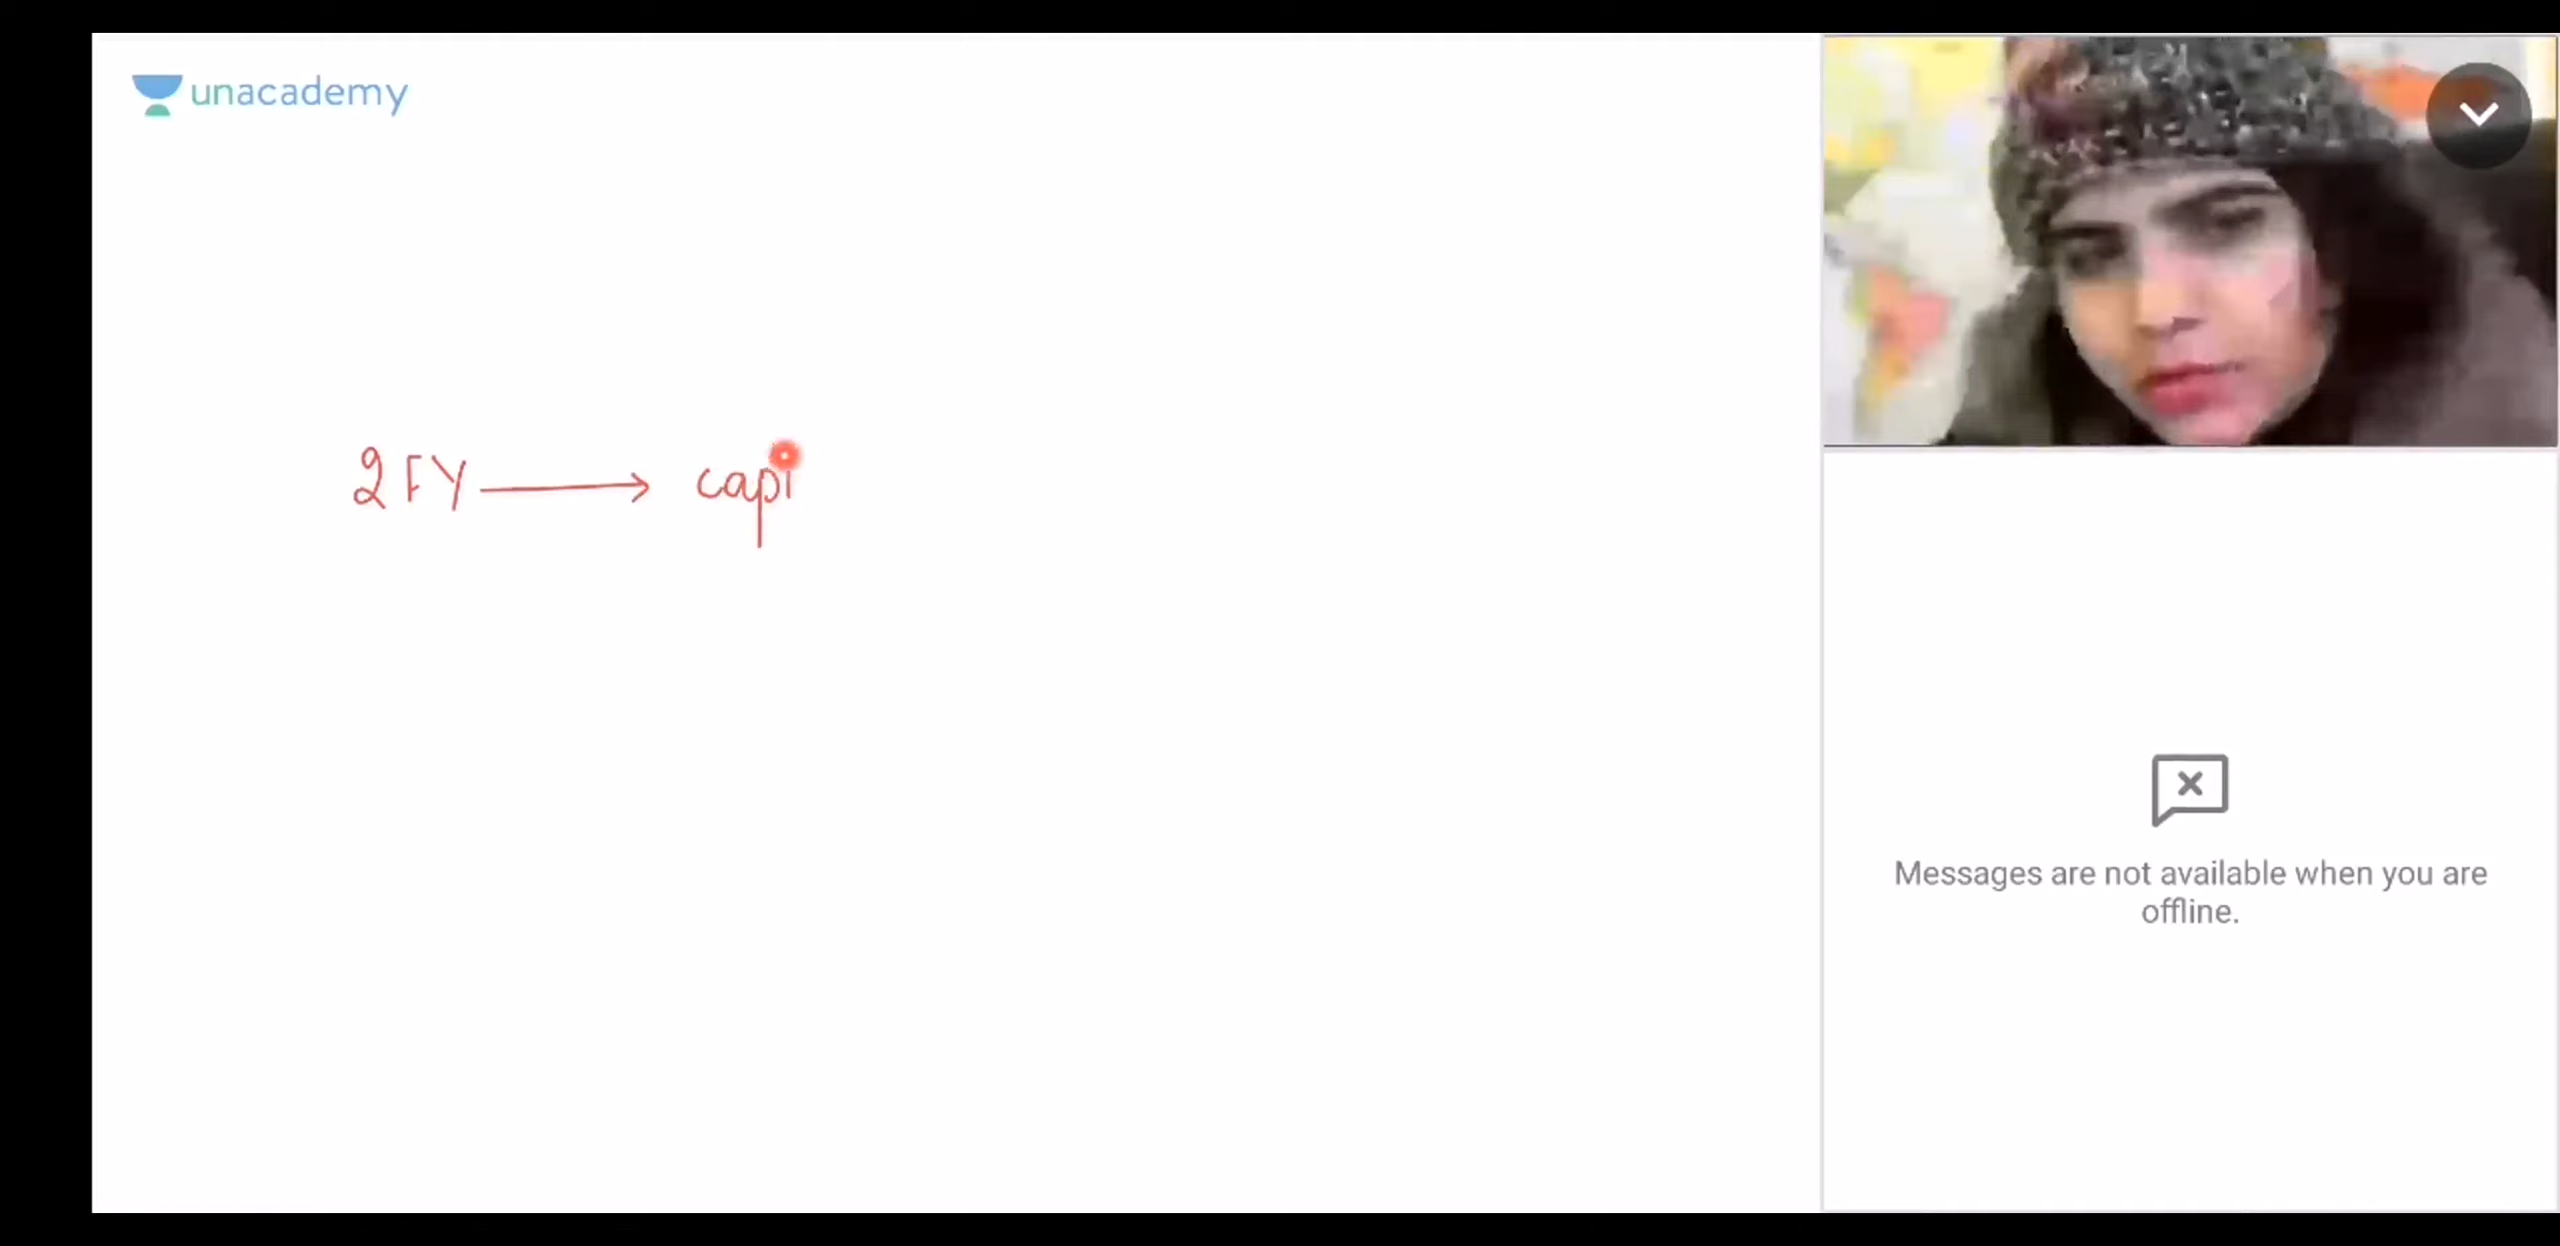 unacademy
2FY → capi
Messages are not available when you are
offline.